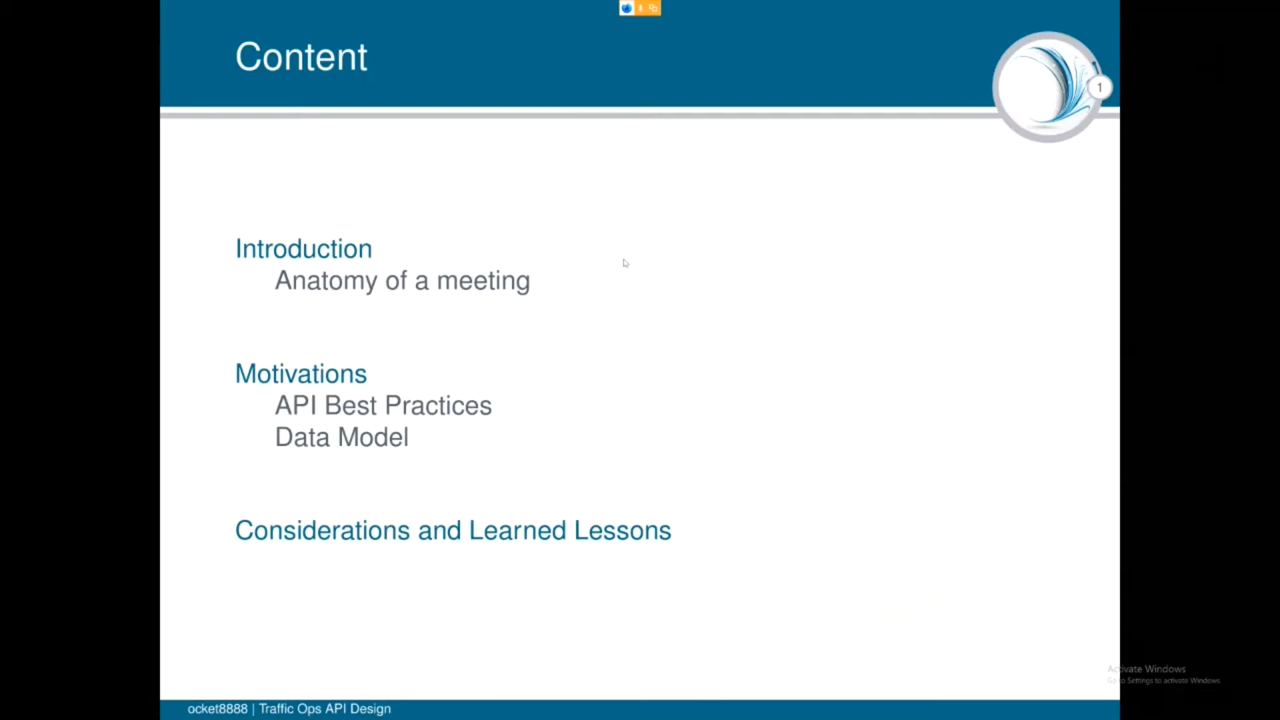 Content
1
Introduction
Anatomy of a meeting
Motivations
API Best Practices
Data Model
Considerations and Learned Lessons
Activate Windows
Go to Settings to activate Windows.
ocket8888 | Traffic Ops API Design